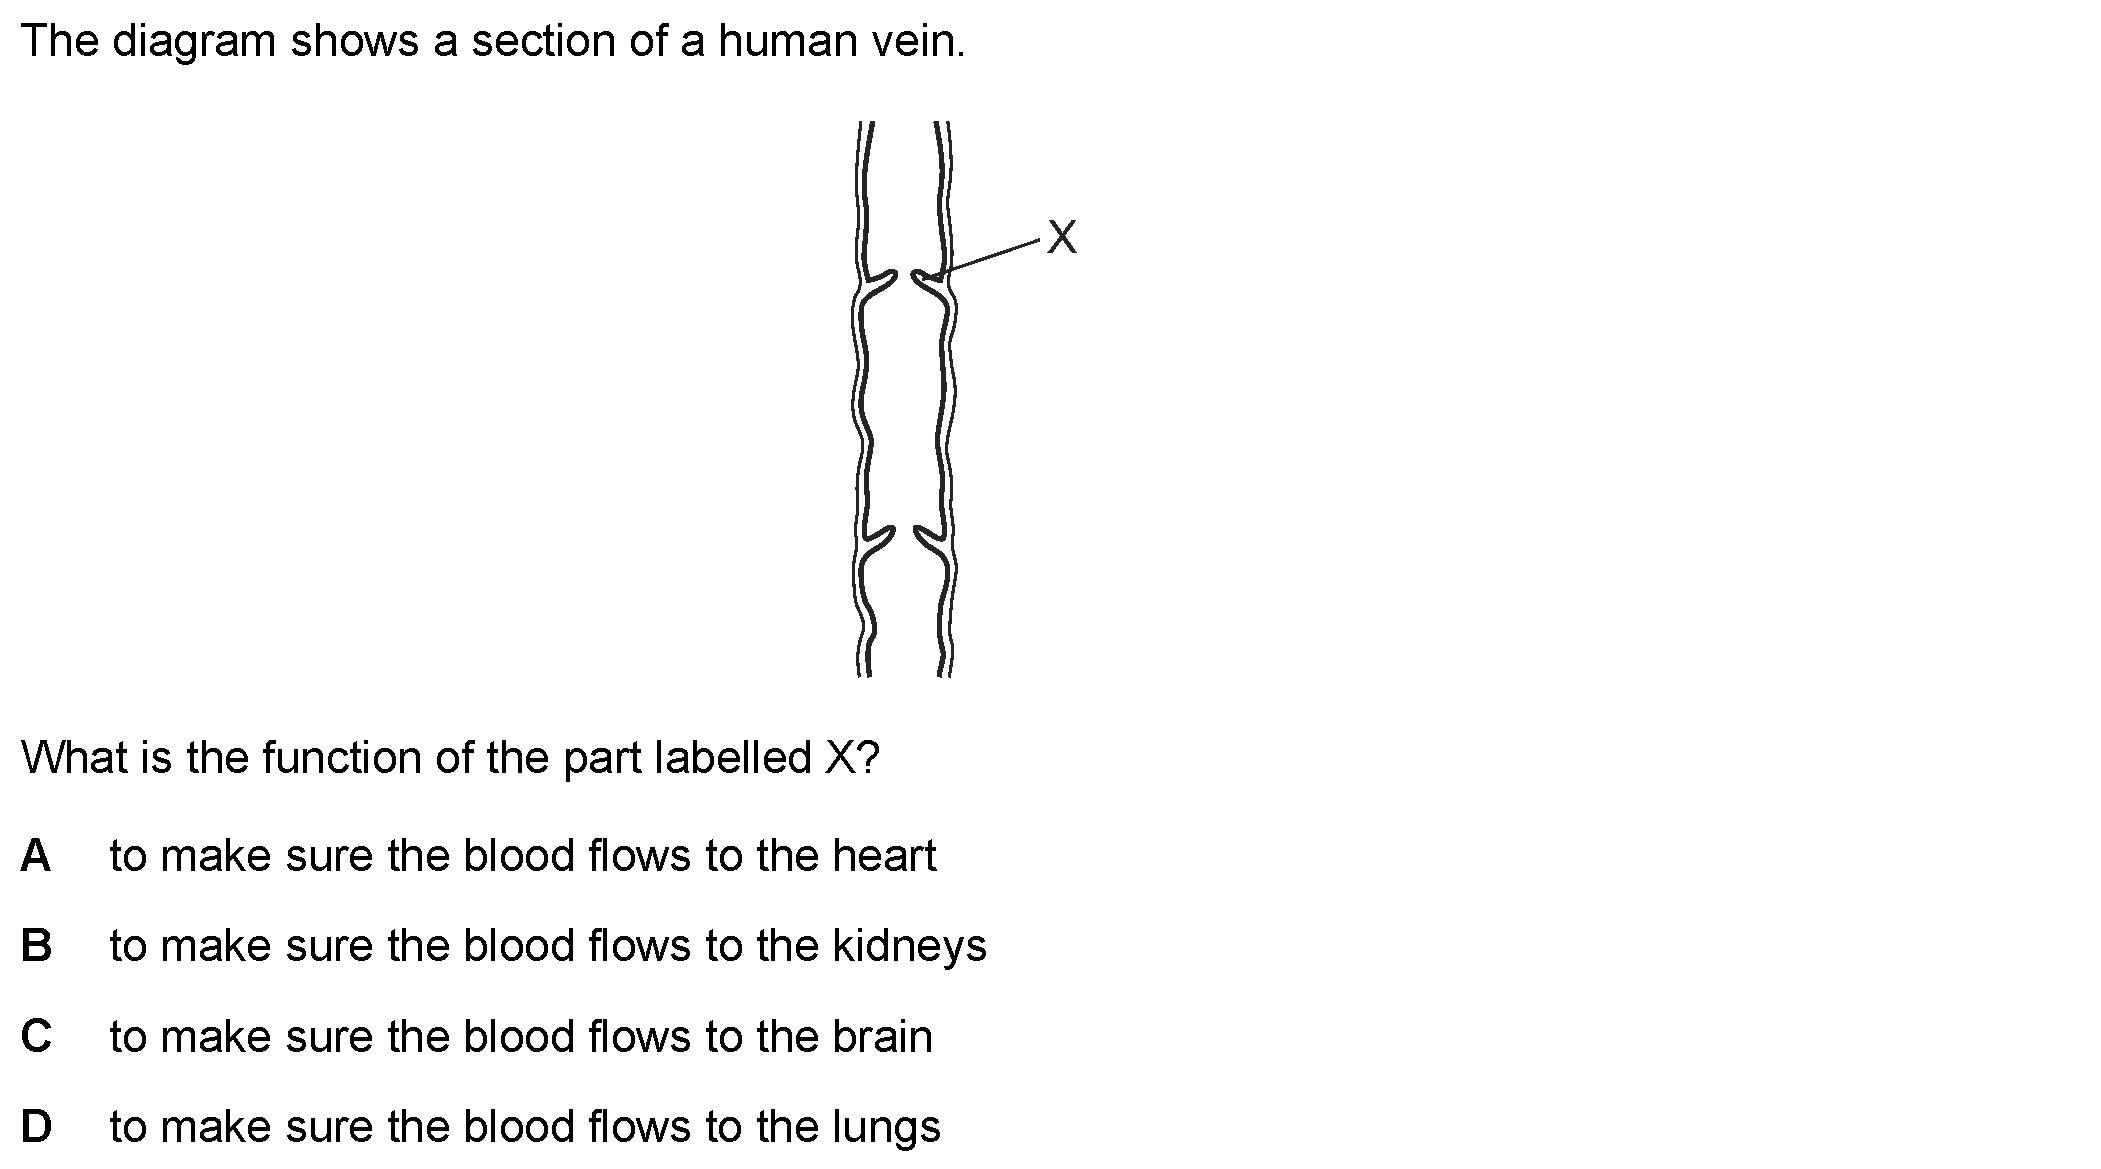 The diagram shows a section of a human vein.
X
What is the function of the part labelled X?
A to make sure the blood flows to the heart
B to make sure the blood flows to the kidneys
C to make sure the blood flows to the brain
D to make sure the blood flows to the lungs